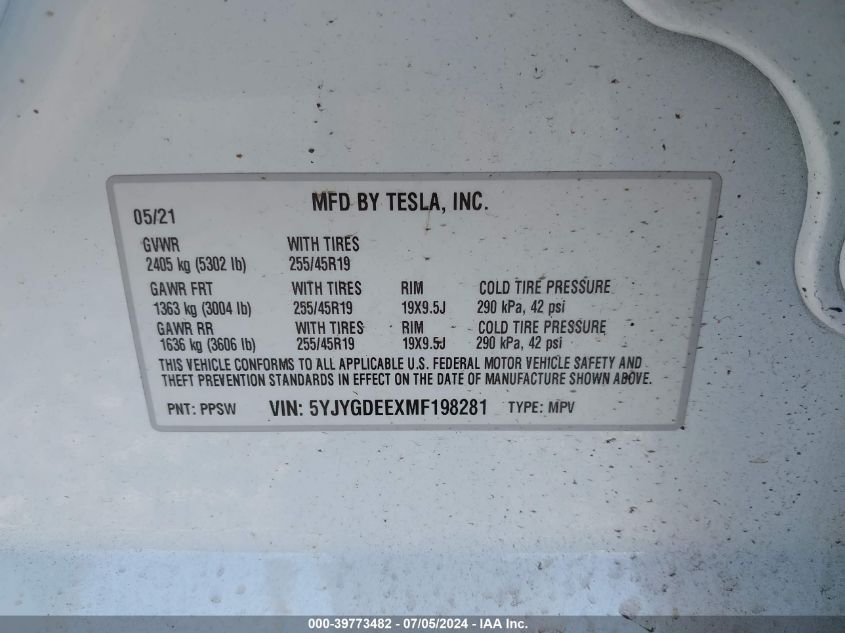 MFD BY TESLA, INC.
05/21
GVWR WITH TIRES
2405 kg (5302 lb) 255/45R19
GAWR FRT WITH TIRES RIM COLD TIRE PRESSURE
1363 kg (3004 lb) 255/45R19 19X9.5J 290 kPa, 42 psi
GAWR RR WITH TIRES RIM COLD TIRE PRESSURE
1636 kg (3606 lb) 255/45R19 19X9.5J 290 kPa, 42 psi
THIS VEHICLE CONFORMS TO ALL APPLICABLE U.S. FEDERAL MOTOR VEHICLE SAFETY AND
THEFT PREVENTION STANDARDS IN EFFECT ON THE DATE OF MANUFACTURE SHOWN ABOVE.
PNT: PPSW VIN: 5YJYGDEEXMF198281 TYPE: MPV
000-39773482 - 07/05/2024 - IAA Inc.